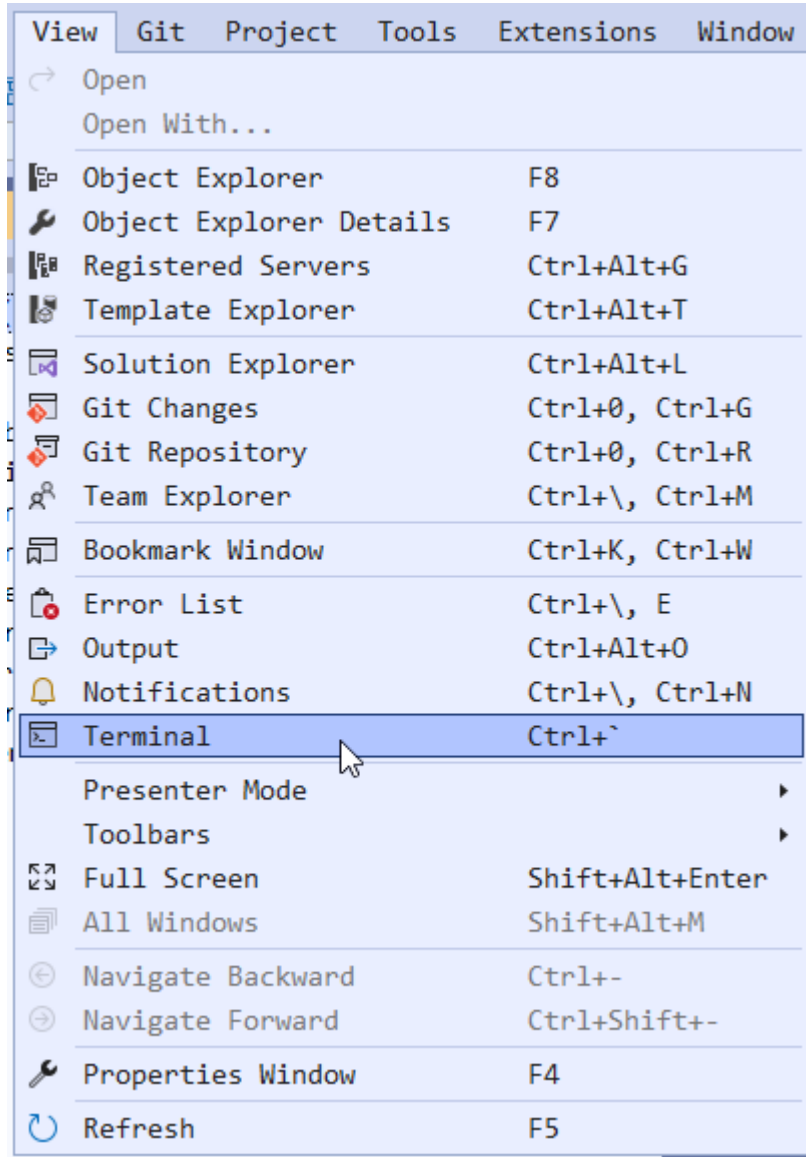 View Git Project Tools Extensions Window
Open
Open With...
Object Explorer F8
Object Explorer Details F7
Registered Servers Ctrl+Alt+G
Template Explorer Ctrl+Alt+T
Solution Explorer Ctrl+Alt+L
Git Changes Ctrl+0, Ctrl+G
Git Repository Ctrl+0, Ctrl+R
Team Explorer Ctrl+\, Ctrl+M
Bookmark Window Ctrl+K, Ctrl+W
Error List Ctrl+\, E
Output Ctrl+Alt+O
Notifications Ctrl+\, Ctrl+N
Terminal Ctrl+`
Presenter Mode
Toolbars
Full Screen Shift+Alt+Enter
All Windows Shift+Alt+M
Navigate Backward Ctrl+-
Navigate Forward Ctrl+Shift+-
Properties Window F4
Refresh F5